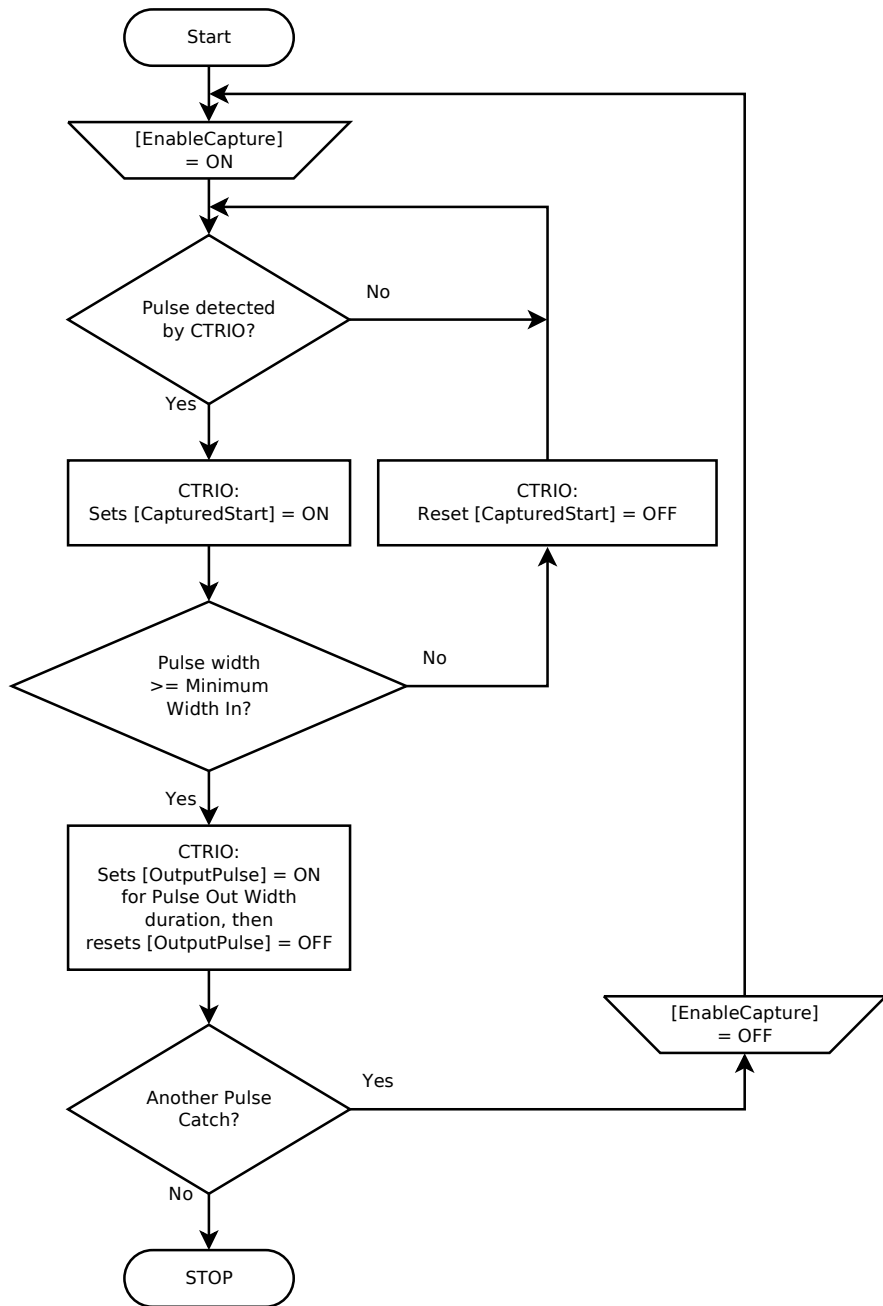 Start
[EnableCapture]
= ON
Pulse detected
by CTRIO?
No
Yes
CTRIO:
Sets [CapturedStart] = ON
CTRIO:
Reset [CapturedStart] = OFF
Pulse width
>= Minimum
Width In?
No
Yes
CTRIO:
Sets [OutputPulse] = ON
for Pulse Out Width
duration, then
resets [OutputPulse] = OFF
[EnableCapture]
= OFF
Another Pulse
Catch?
Yes
No
STOP